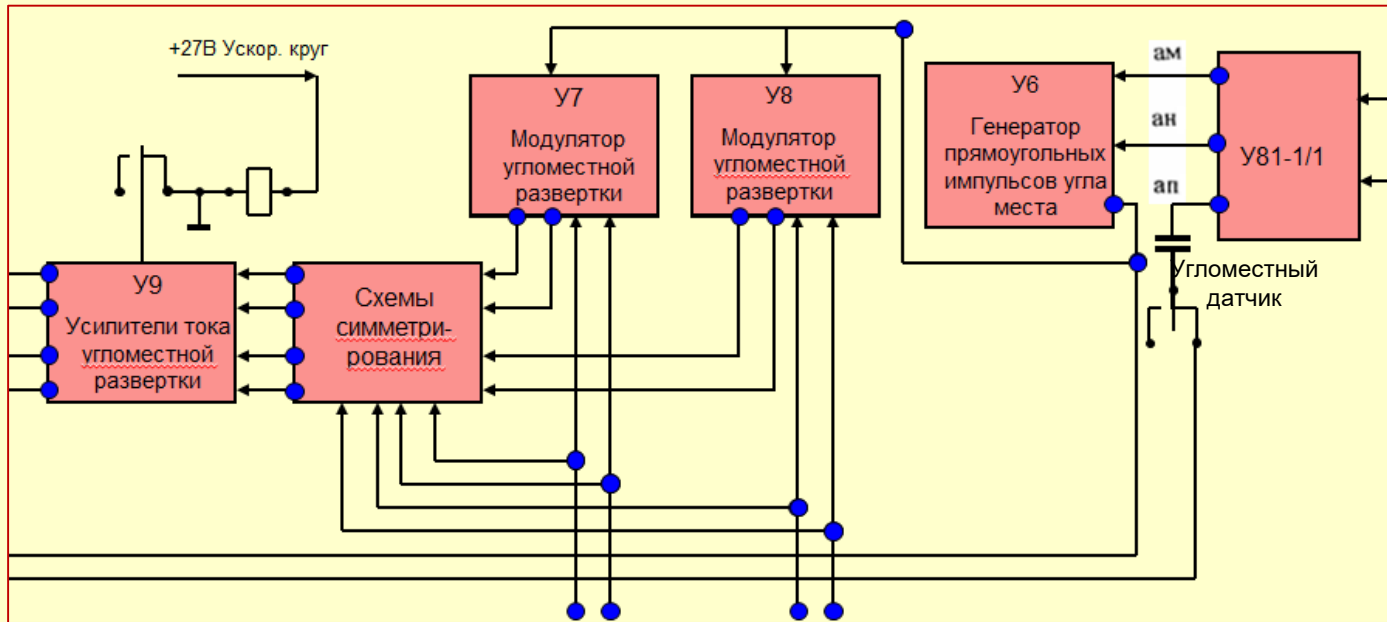 +27В Ускор. круг
У7
Модулятор
угломестной
развертки
У8
Модулятор
угломестной
развертки
У6
Генератор
прямоугольных
импульсов угла
места
ам
ан
ап
У81-1/1
Угломестный
датчик
У9
Усилители тока
угломестной
развертки
Схемы
симметри-
рования